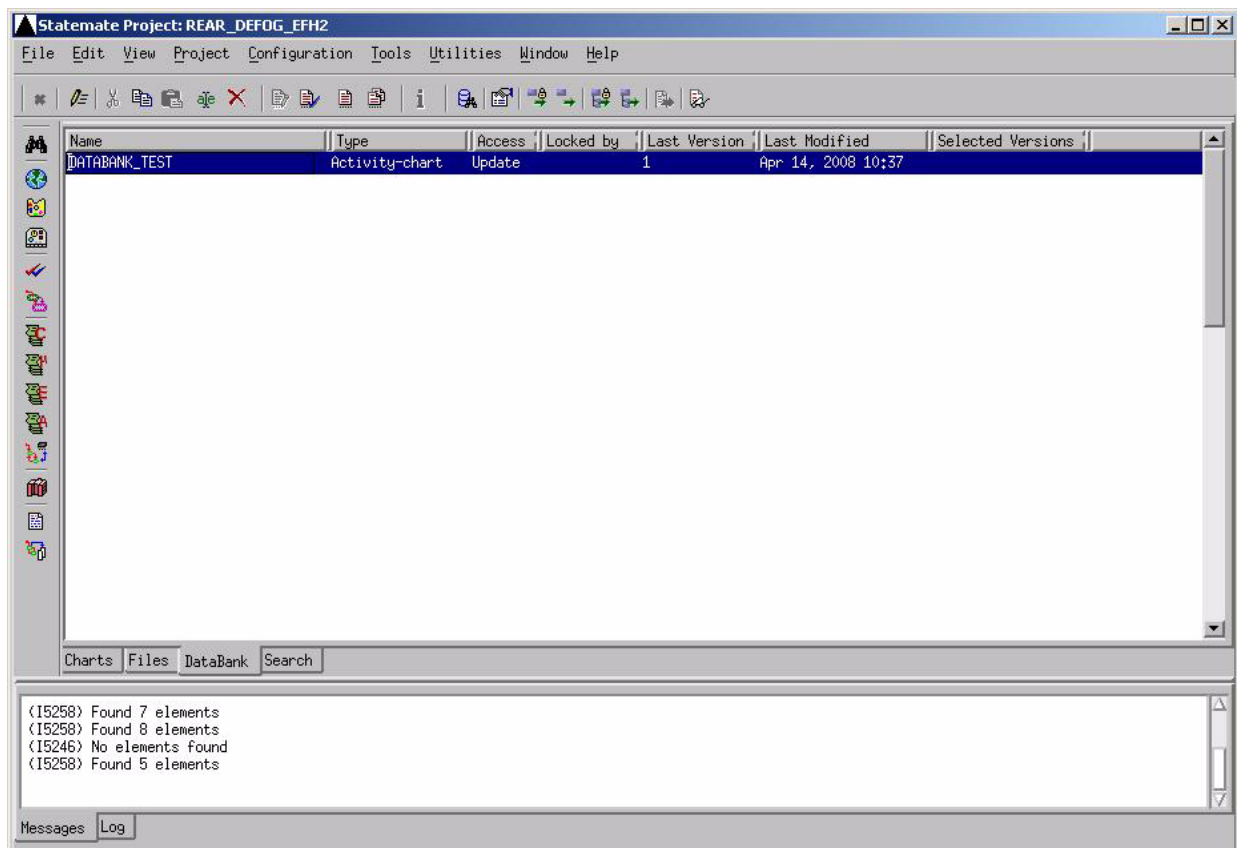 Statemate Project: REAR_DEFOG_EFH2
File Edit View Project Configuration Tools Utilities Window Help
Name Type Access Locked by Last Version Last Modified Selected Versions
DATABANK_TEST Activity-chart Update 1 Apr 14, 2008 10:37
Charts Files DataBank Search
(I5258) Found 7 elements
(I5258) Found 8 elements
(I5246) No elements found
(I5258) Found 5 elements
Messages Log